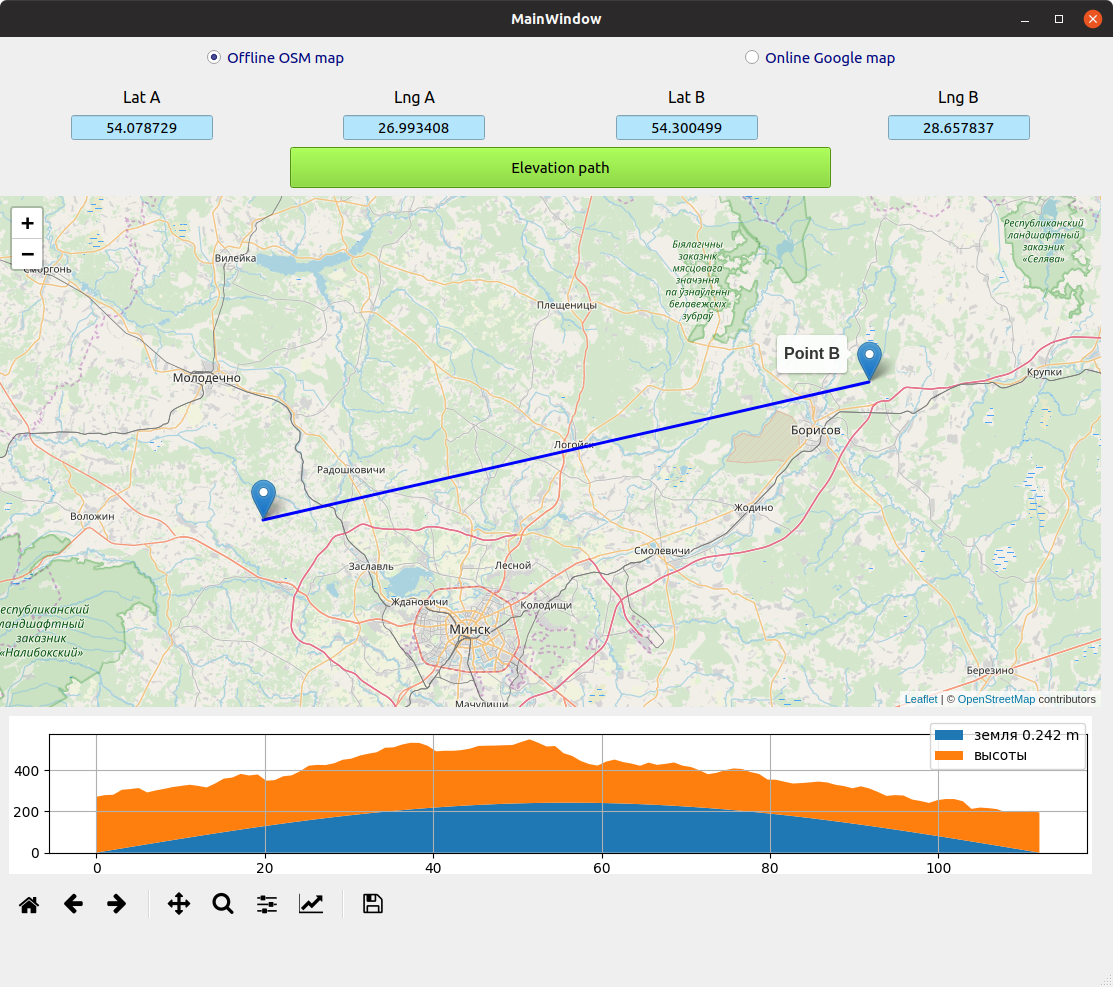 MainWindow
Offline OSM map
Online Google map
Lat A
Lng A
Lat B
Lng B
54.078729
26.993408
54.300499
28.657837
Elevation path
+
−
Сморгонь
Вилейка
Плещеницы
Біялагічны
заказнік
мясцовага
значэння
па ўзнаўленні
белавежскіх
зуброў
Республиканский
ландшафтный
заказник
«Селява»
Point B
Молодечно
Крупки
Борисов
Логойск
Радошковичи
Воложин
Жодино
Смолевичи
Заславль
Лесной
Ждановичи
Колодищи
Минск
еспубликанский
ландшафтный
заказник
«Налибокский»
Березино
Мачулищи
Leaflet | © OpenStreetMap contributors
земля 0.242 m
высоты
400
200
0
0
20
40
60
80
100